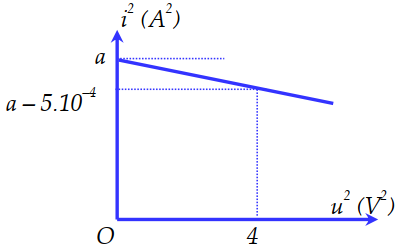 i² (A²)
a
a – 5.10⁻⁴
u² (V²)
O 4